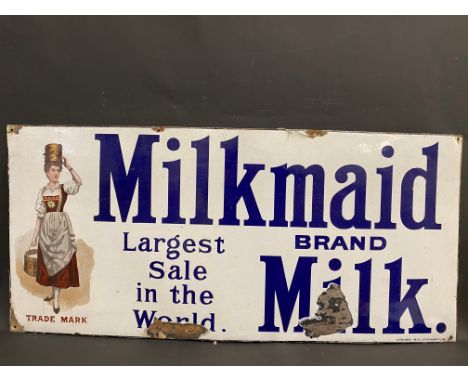 Milkmaid
BRAND
Largest
Sale
in the
World.
Milk.
TRADE MARK